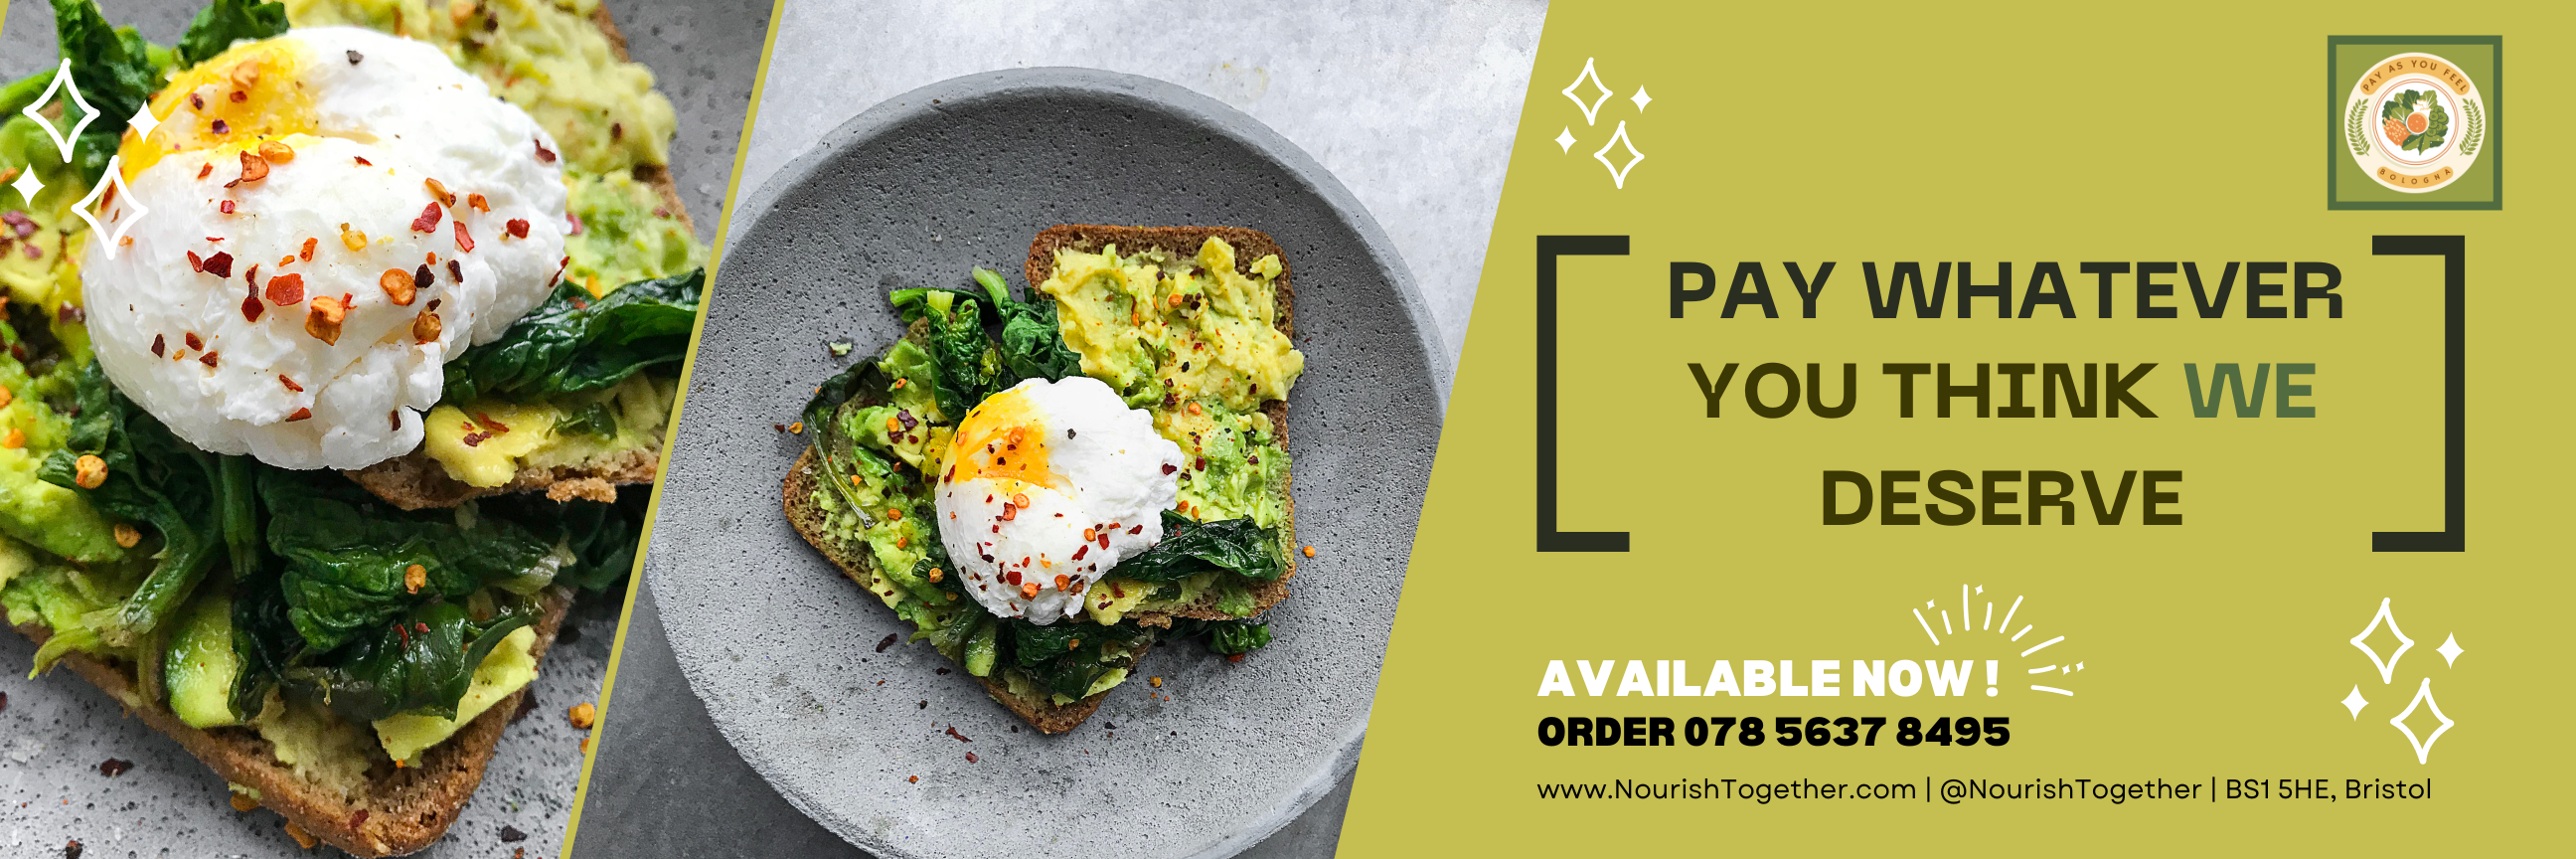 PAY AS YOU FEEL
BOLOGNA
PAY WHATEVER
YOU THINK WE
DESERVE
AVAILABLE NOW !
ORDER 078 5637 8495
www.NourishTogether.com | @NourishTogether | BS1 5HE, Bristol